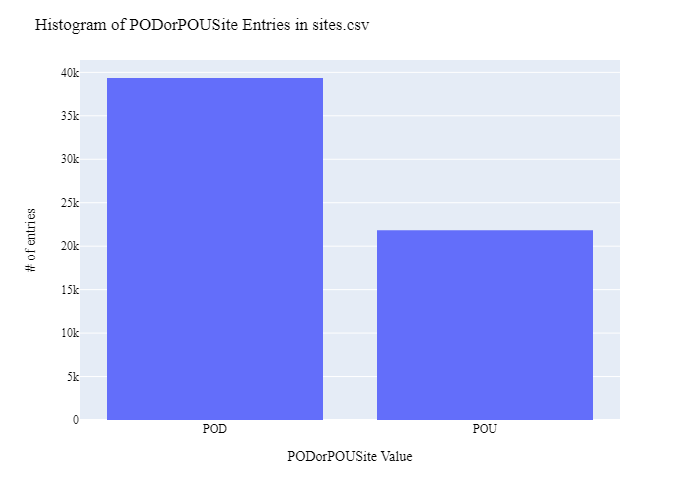 Histogram of PODorPOUSite Entries in sites.csv
40k
35k
30k
25k
20k
15k
10k
5k
0
# of entries
POD POU
PODorPOUSite Value